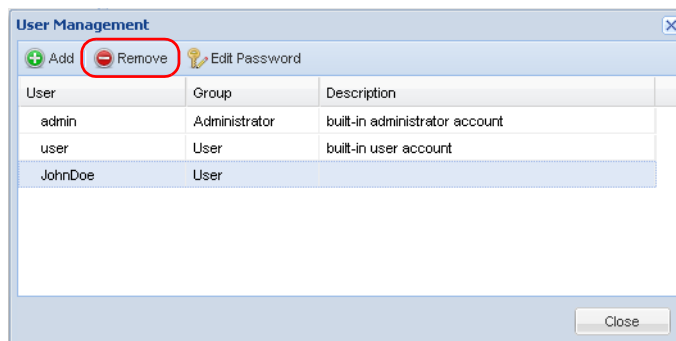 User Management
Add Remove Edit Password
User Group Description
admin Administrator built-in administrator account
user User built-in user account
JohnDoe User
Close